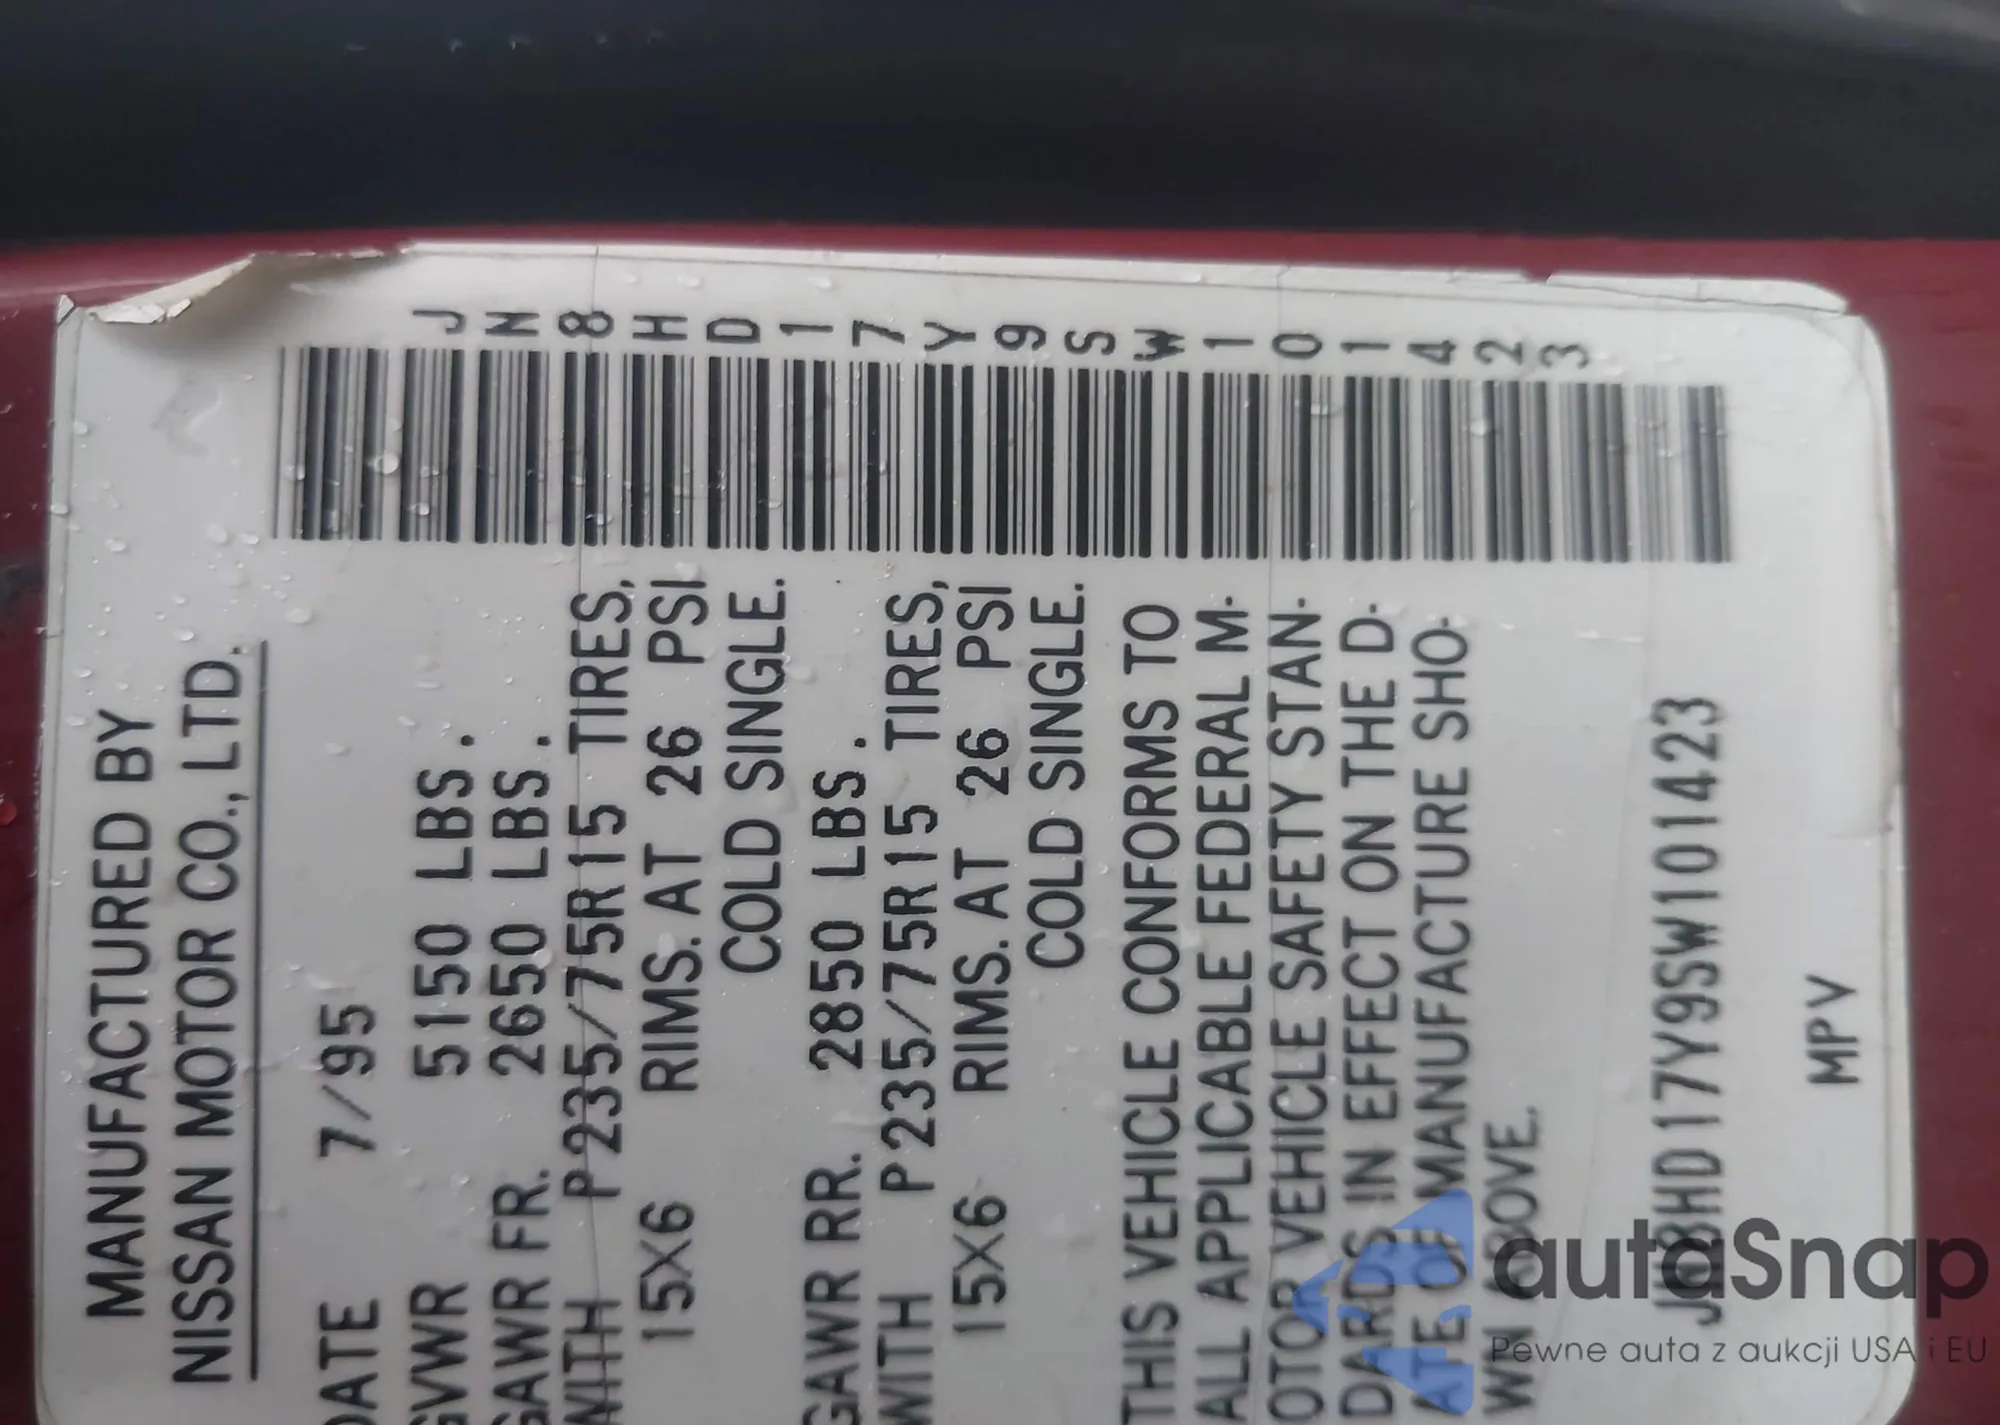 MANUFACTURED BY
NISSAN MOTOR CO., LTD.
DATE 7/95
GVWR 5150 LBS.
GAWR FR. 2650 LBS.
WITH P235/75R15 TIRES,
15X6 RIMS. AT 26 PSI
COLD SINGLE.
GAWR RR. 2850 LBS.
WITH P235/75R15 TIRES,
15X6 RIMS. AT 26 PSI
COLD SINGLE.
THIS VEHICLE CONFORMS TO
ALL APPLICABLE FEDERAL M-
OTOR VEHICLE SAFETY STAN-
DARDS IN EFFECT ON THE D-
ATE OF MANUFACTURE SHO-
WN ABOVE.
JN8HD17Y9SW101423
MPV
JN8HD17Y9SW101423
autaSnap
Pewne auta z aukcji USA i EU